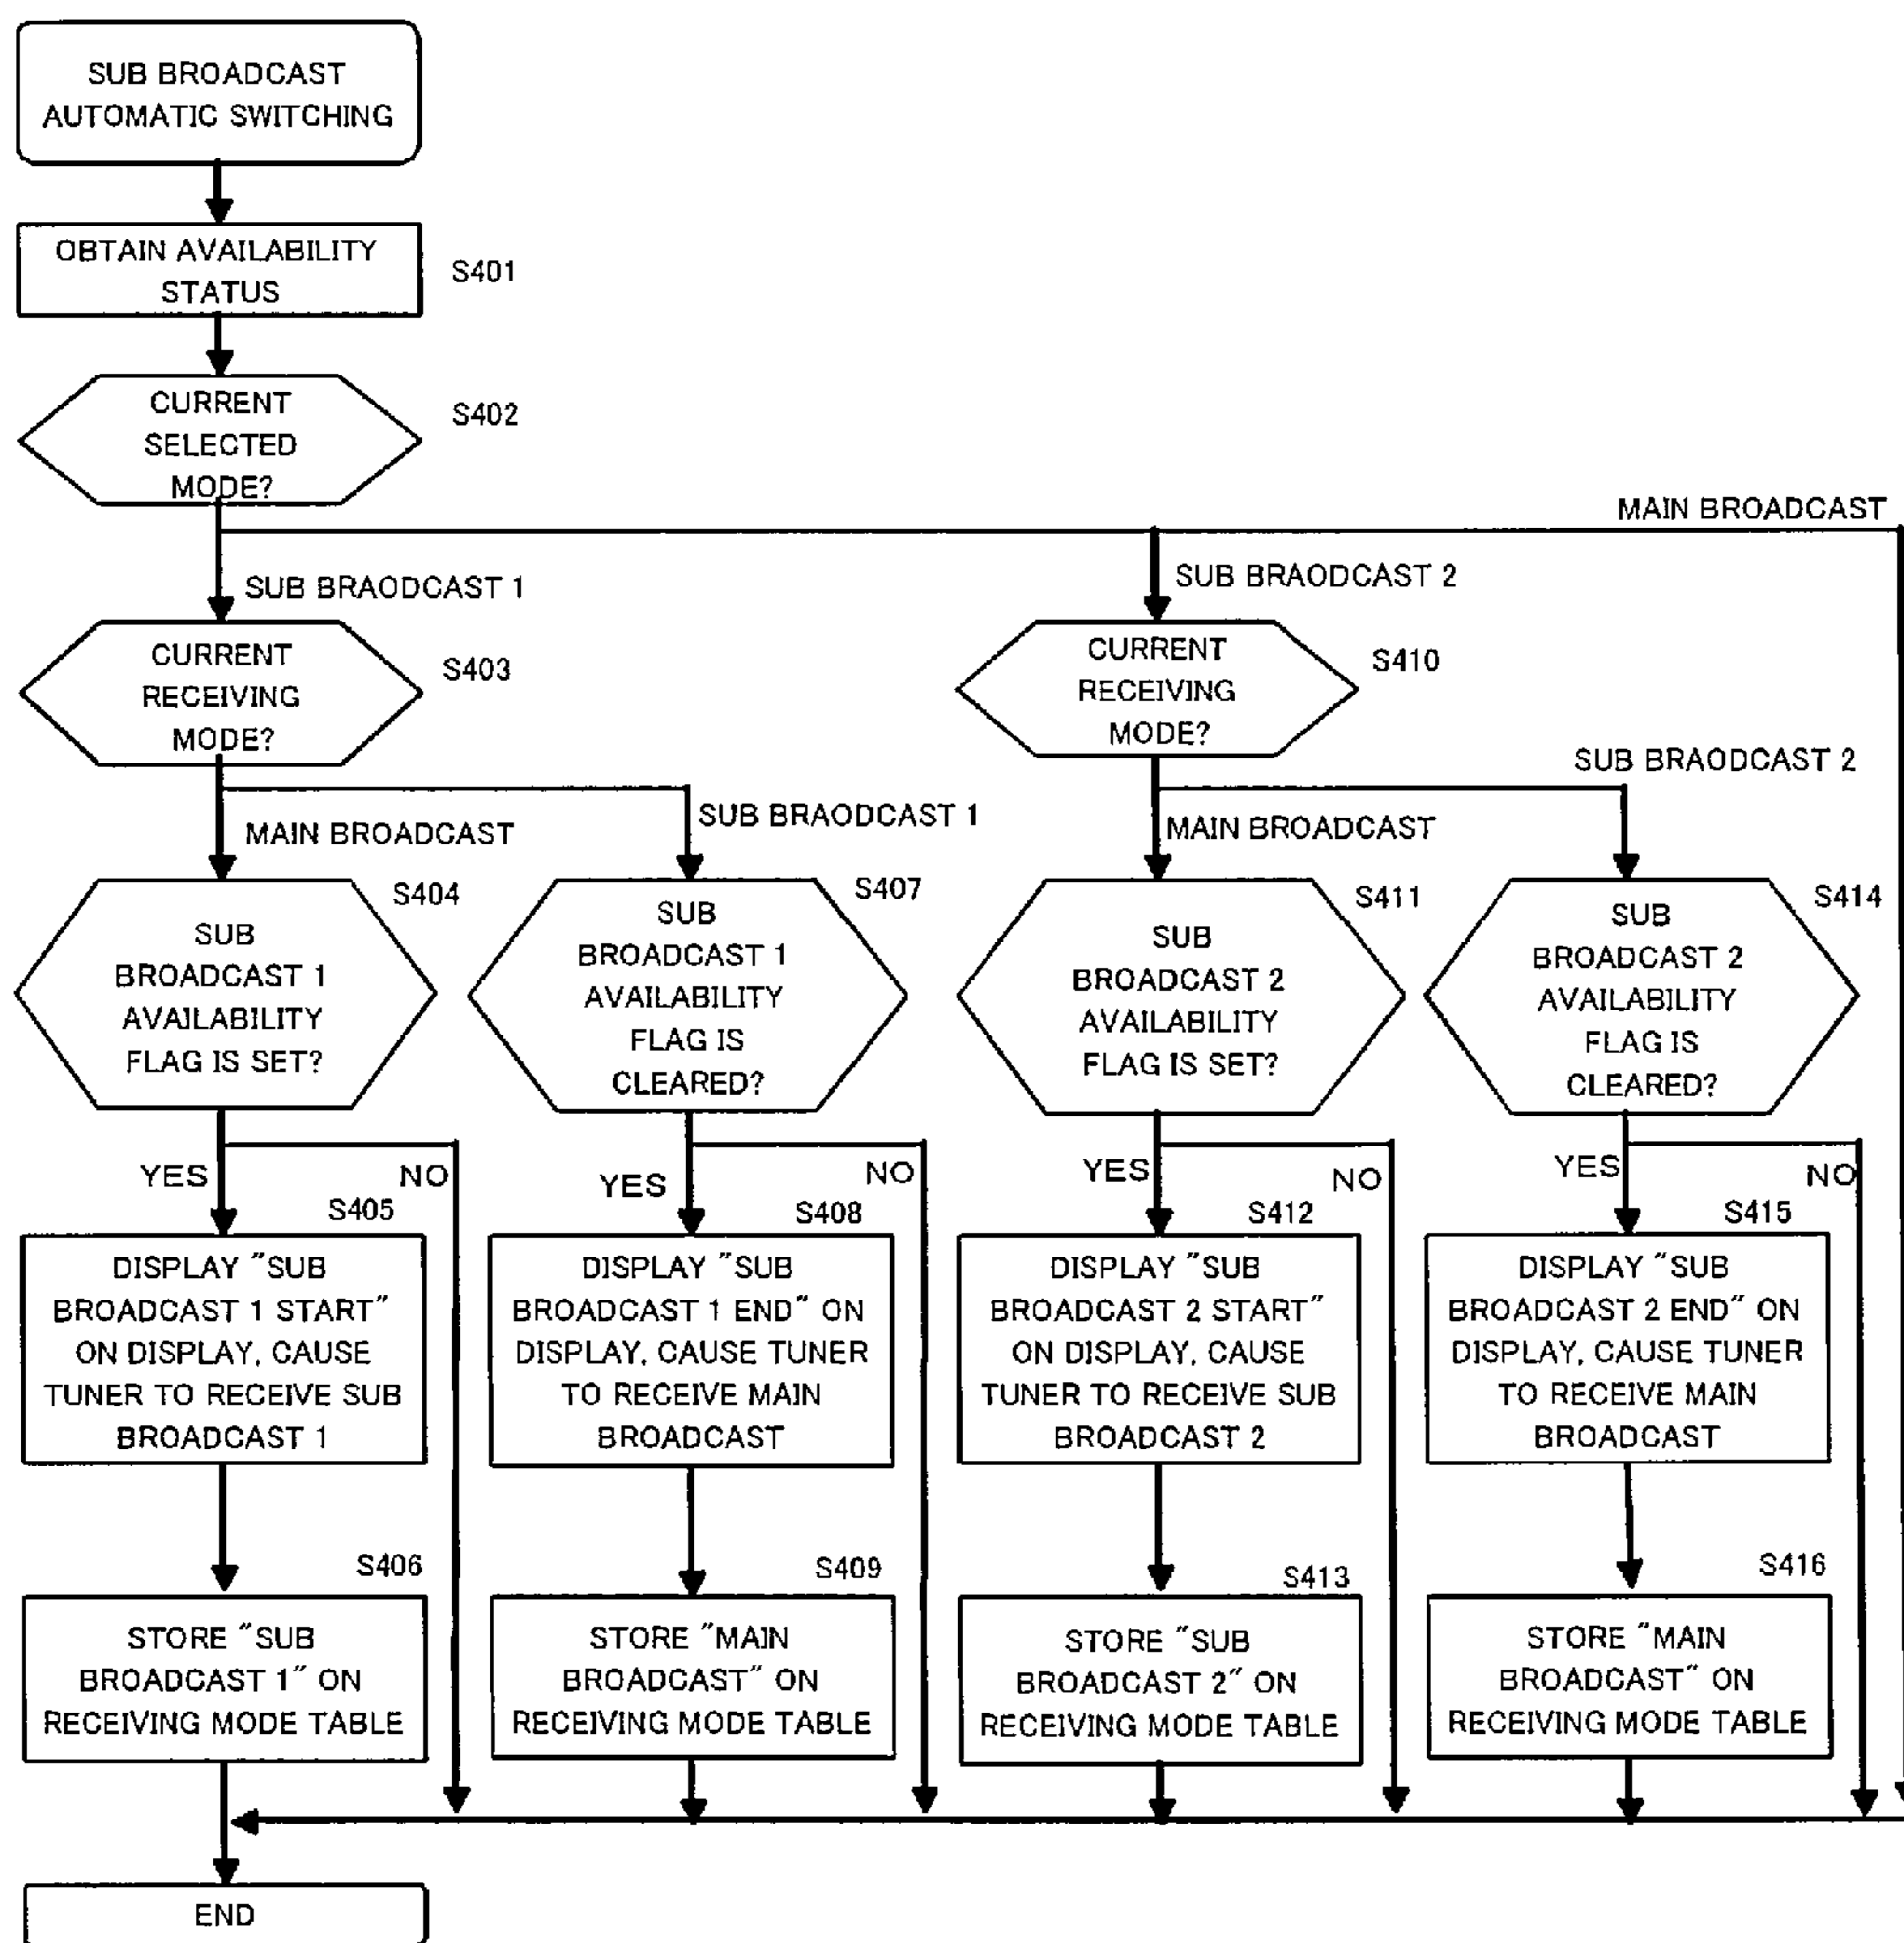 SUB BROADCAST
AUTOMATIC SWITCHING
OBTAIN AVAILABILITY
STATUS
S401
CURRENT
SELECTED
MODE?
S402
MAIN BROADCAST
SUB BRAODCAST 1
SUB BRAODCAST 2
CURRENT
RECEIVING
MODE?
S403
CURRENT
RECEIVING
MODE?
S410
MAIN BROADCAST
SUB BRAODCAST 1
MAIN BROADCAST
SUB BRAODCAST 2
SUB
BROADCAST 1
AVAILABILITY
FLAG IS SET?
S404
SUB
BROADCAST 1
AVAILABILITY
FLAG IS
CLEARED?
S407
SUB
BROADCAST 2
AVAILABILITY
FLAG IS SET?
S411
SUB
BROADCAST 2
AVAILABILITY
FLAG IS
CLEARED?
S414
YES
NO
YES
NO
YES
NO
YES
NO
S405
DISPLAY "SUB
BROADCAST 1 START"
ON DISPLAY, CAUSE
TUNER TO RECEIVE SUB
BROADCAST 1
S408
DISPLAY "SUB
BROADCAST 1 END" ON
DISPLAY, CAUSE TUNER
TO RECEIVE MAIN
BROADCAST
S412
DISPLAY "SUB
BROADCAST 2 START"
ON DISPLAY, CAUSE
TUNER TO RECEIVE SUB
BROADCAST 2
S415
DISPLAY "SUB
BROADCAST 2 END" ON
DISPLAY, CAUSE TUNER
TO RECEIVE MAIN
BROADCAST
S406
STORE "SUB
BROADCAST 1" ON
RECEIVING MODE TABLE
S409
STORE "MAIN
BROADCAST" ON
RECEIVING MODE TABLE
S413
STORE "SUB
BROADCAST 2" ON
RECEIVING MODE TABLE
S416
STORE "MAIN
BROADCAST" ON
RECEIVING MODE TABLE
END